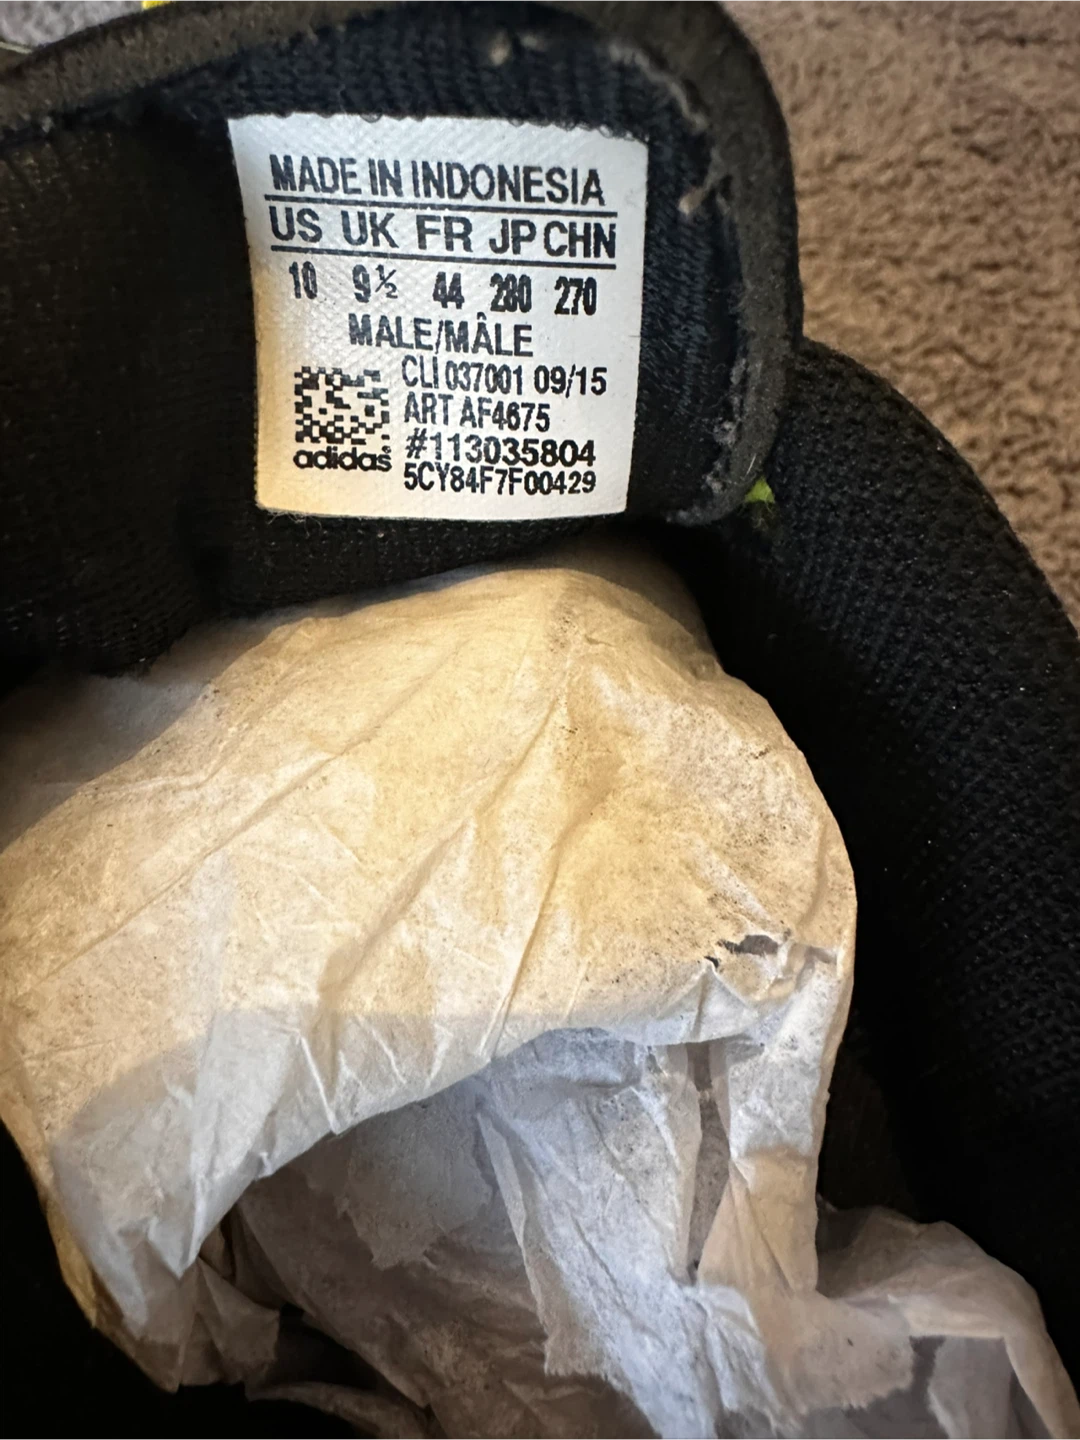 MADE IN INDONESIA
US UK FR JP CHN
10 9½ 44 280 270
MALE/MÂLE
CLI 037001 09/15
ART AF4675
#113035804
adidas
5CY84F7F00429